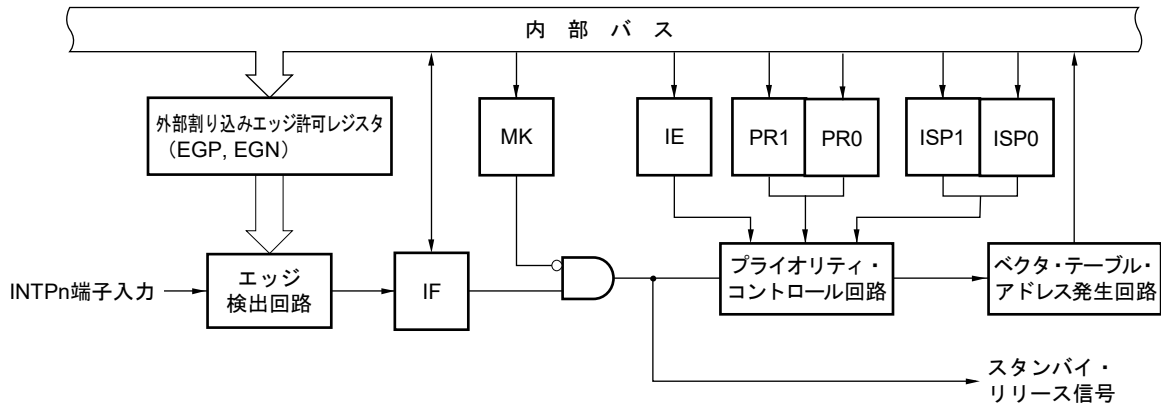 内 部 バ ス
外部割り込みエッジ許可レジスタ
（EGP, EGN）
MK
IE
PR1
PR0
ISP1
ISP0
INTPn端子入力
エッジ
検出回路
IF
プライオリティ・
コントロール回路
ベクタ・テーブル・
アドレス発生回路
スタンバイ・
リリース信号